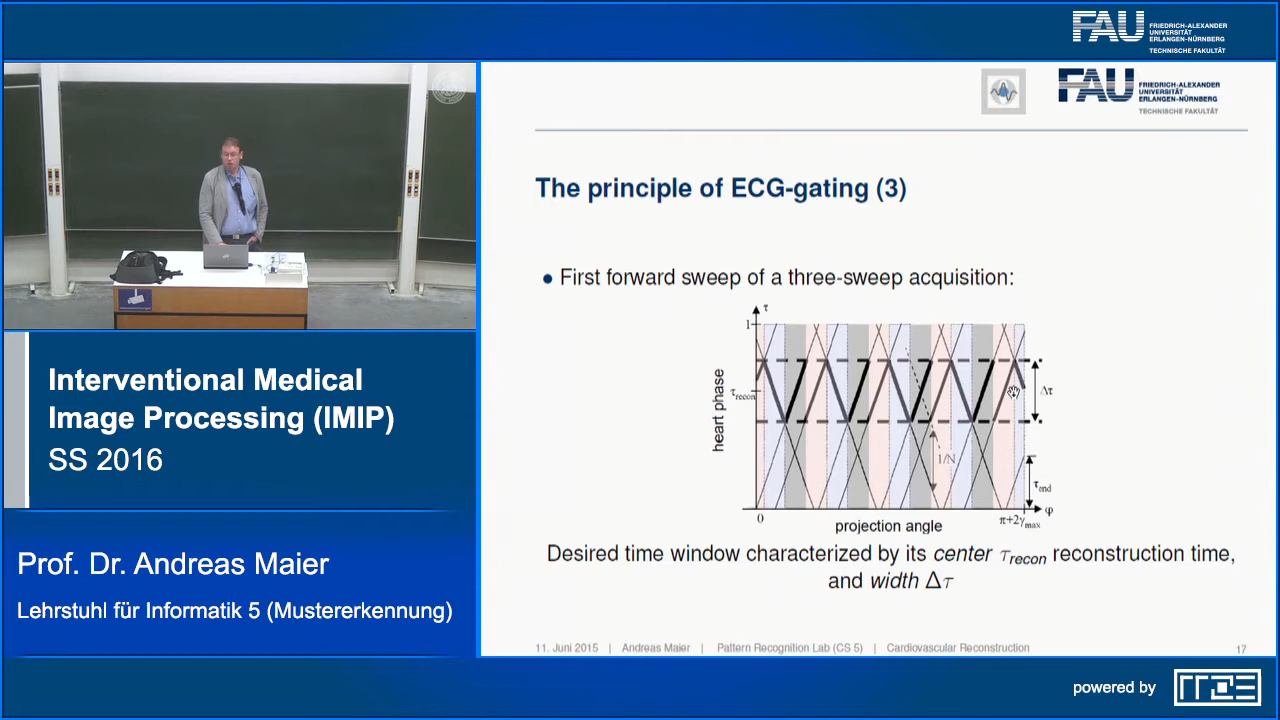 FAU
FRIEDRICH-ALEXANDER
UNIVERSITÄT
ERLANGEN-NÜRNBERG
TECHNISCHE FAKULTÄT
FAU
FRIEDRICH-ALEXANDER
UNIVERSITÄT
ERLANGEN-NÜRNBERG
TECHNISCHE FAKULTÄT
The principle of ECG-gating (3)
• First forward sweep of a three-sweep acquisition:
τ
1
heart phase
τrecon
Δτ
1/N
τend
0
projection angle
π+2γmax
φ
Desired time window characterized by its center τrecon reconstruction time,
and width Δτ
11. Juni 2015 | Andreas Maier | Pattern Recognition Lab (CS 5) | Cardiovascular Reconstruction
17
Interventional Medical
Image Processing (IMIP)
SS 2016
Prof. Dr. Andreas Maier
Lehrstuhl für Informatik 5 (Mustererkennung)
powered by
RRZE